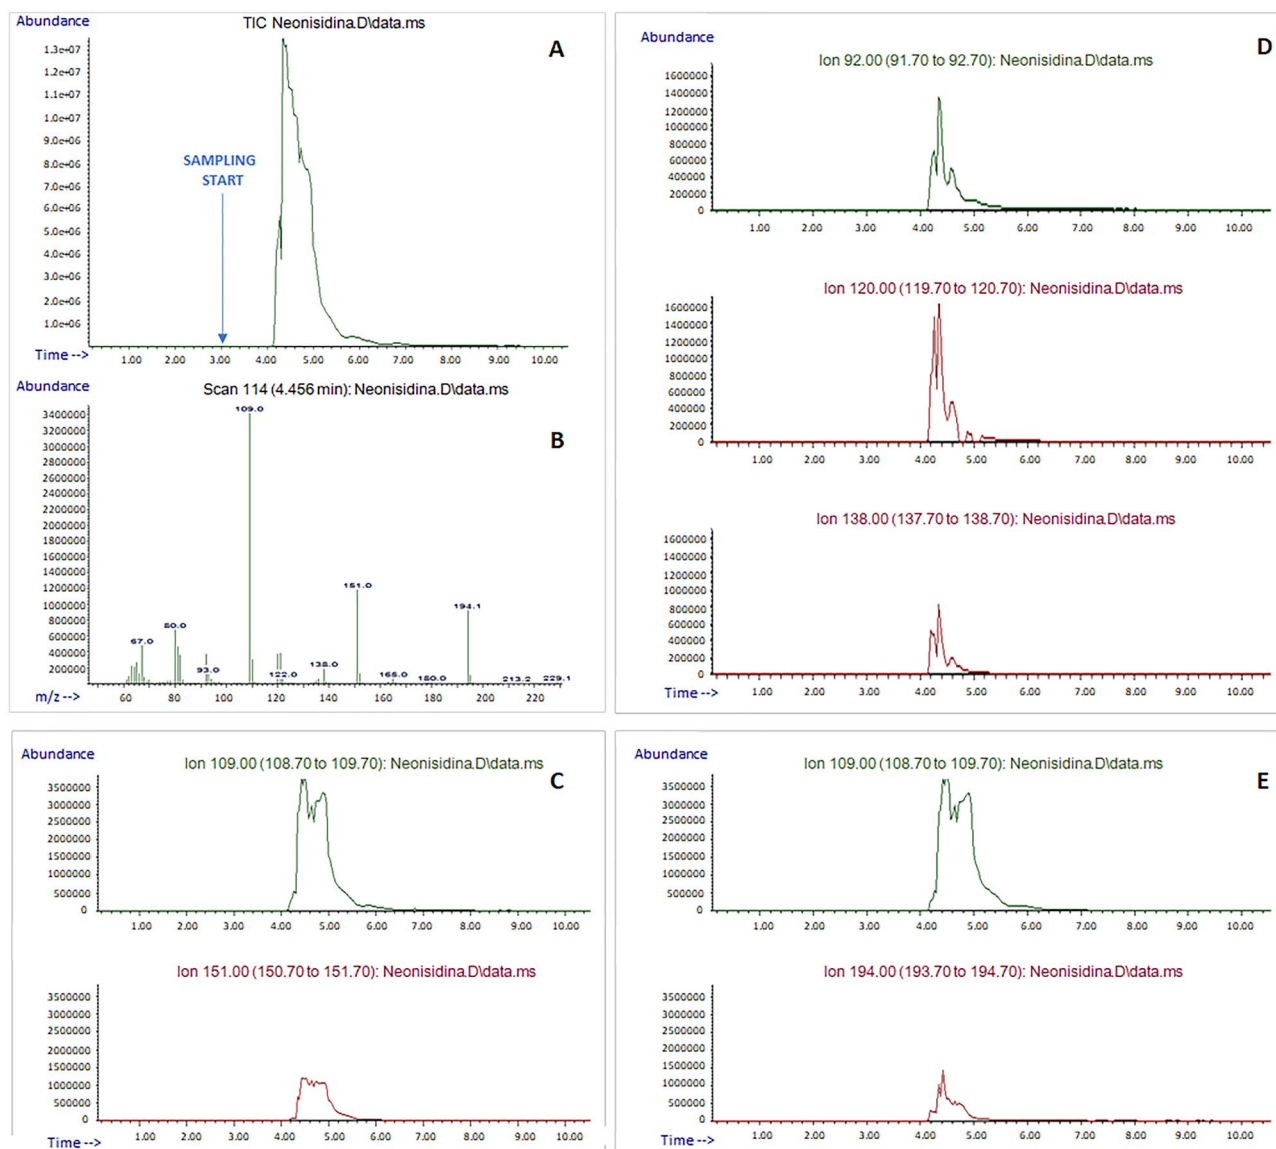 Abundance
TIC Neonisidina.D\data.ms
A
1.3e+07
1.2e+07
1.1e+07
1.0e+07
9.0e+06
8.0e+06
7.0e+06
6.0e+06
5.0e+06
4.0e+06
3.0e+06
2.0e+06
1.0e+06
SAMPLING
START
Time --> 1.00 2.00 3.00 4.00 5.00 6.00 7.00 8.00 9.00 10.00
Abundance
Scan 114 (4.456 min): Neonisidina.D\data.ms
B
3400000
3200000
3000000
2800000
2600000
2400000
2200000
2000000
1800000
1600000
1400000
1200000
1000000
800000
600000
400000
200000
109.0
151.0
194.1
80.0
67.0
93.0
122.0
138.0
165.0
180.0
213.2
229.1
m/z --> 60 80 100 120 140 160 180 200 220
Abundance
D
Ion 92.00 (91.70 to 92.70): Neonisidina.D\data.ms
1600000
1400000
1200000
1000000
800000
600000
400000
200000
0
1.00 2.00 3.00 4.00 5.00 6.00 7.00 8.00 9.00 10.00
Ion 120.00 (119.70 to 120.70): Neonisidina.D\data.ms
1600000
1400000
1200000
1000000
800000
600000
400000
200000
0
1.00 2.00 3.00 4.00 5.00 6.00 7.00 8.00 9.00 10.00
Ion 138.00 (137.70 to 138.70): Neonisidina.D\data.ms
1600000
1400000
1200000
1000000
800000
600000
400000
200000
0
Time --> 1.00 2.00 3.00 4.00 5.00 6.00 7.00 8.00 9.00 10.00
Abundance
Ion 109.00 (108.70 to 109.70): Neonisidina.D\data.ms
C
3500000
3000000
2500000
2000000
1500000
1000000
500000
0
1.00 2.00 3.00 4.00 5.00 6.00 7.00 8.00 9.00 10.00
Ion 151.00 (150.70 to 151.70): Neonisidina.D\data.ms
3500000
3000000
2500000
2000000
1500000
1000000
500000
0
Time --> 1.00 2.00 3.00 4.00 5.00 6.00 7.00 8.00 9.00 10.00
Abundance
Ion 109.00 (108.70 to 109.70): Neonisidina.D\data.ms
E
3500000
3000000
2500000
2000000
1500000
1000000
500000
0
1.00 2.00 3.00 4.00 5.00 6.00 7.00 8.00 9.00 10.00
Ion 194.00 (193.70 to 194.70): Neonisidina.D\data.ms
3500000
3000000
2500000
2000000
1500000
1000000
500000
0
Time --> 1.00 2.00 3.00 4.00 5.00 6.00 7.00 8.00 9.00 10.00